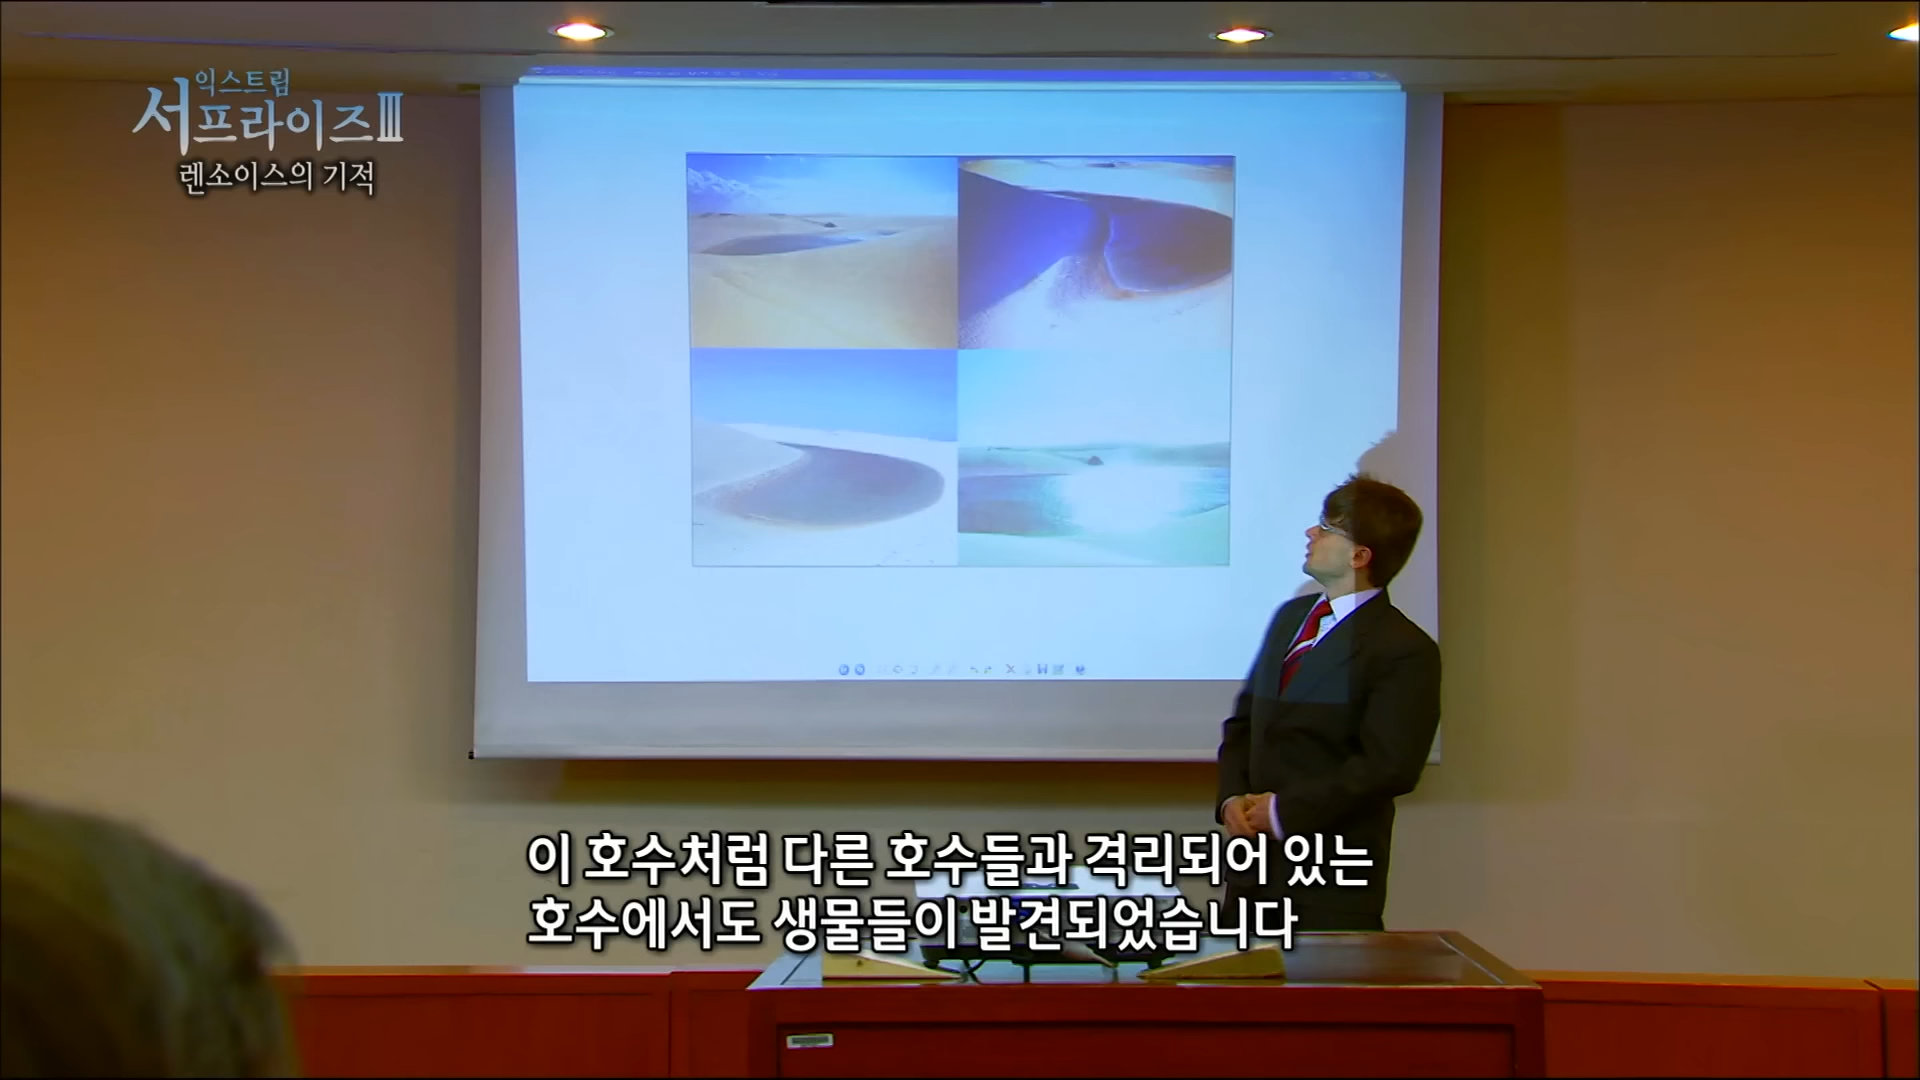 익스트림
서프라이즈Ⅲ
렌소이스의 기적
이 호수처럼 다른 호수들과 격리되어 있는
호수에서도 생물들이 발견되었습니다